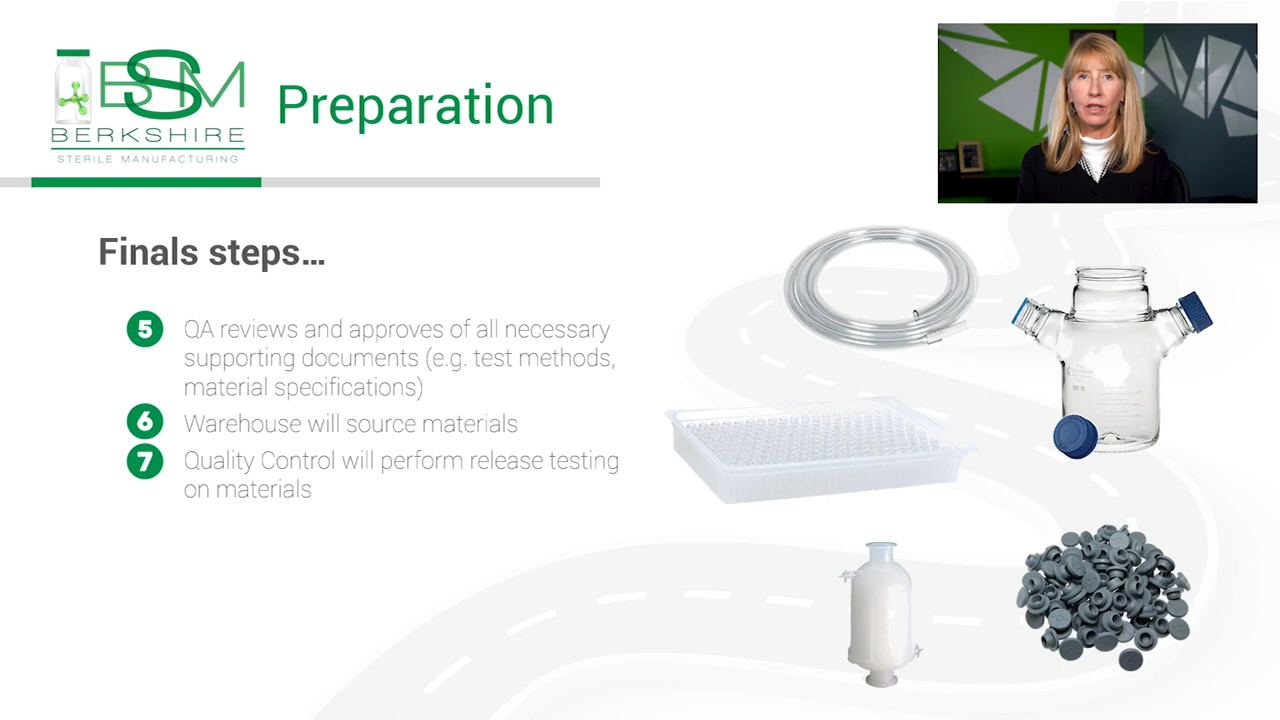 BSM
BERKSHIRE
STERILE MANUFACTURING
Preparation
Finals steps...
5 QA reviews and approves of all necessary
supporting documents (e.g. test methods,
material specifications)
6 Warehouse will source materials
7 Quality Control will perform release testing
on materials